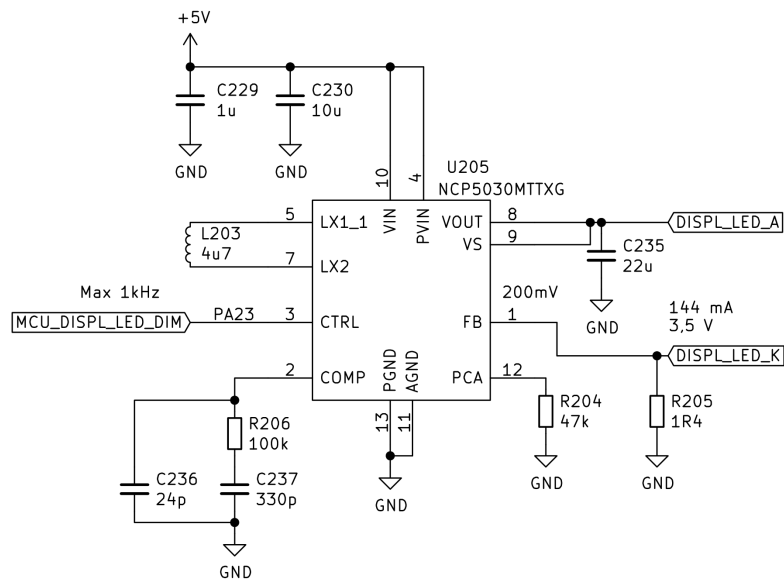 +5V
C229
1u
C230
10u
GND
GND
U205
NCP5030MTTXG
10
4
VIN
PVIN
5
LX1_1
VOUT
8
DISPL_LED_A
VS
9
L203
4u7
7
LX2
C235
22u
GND
Max 1kHz
200mV
144 mA
3,5 V
MCU_DISPL_LED_DIM
PA23
3
CTRL
FB
1
DISPL_LED_K
2
COMP
PGND
AGND
PCA
12
13
11
R204
47k
R205
1R4
R206
100k
C236
24p
C237
330p
GND
GND
GND
GND